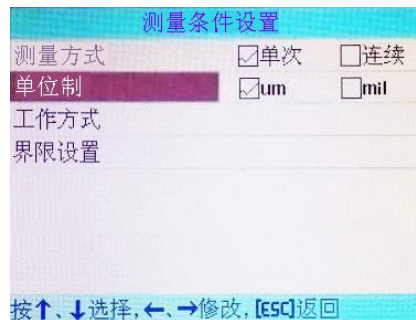 测量条件设置
测量方式 ☑单次 □连续
单位制 ☑um □mil
工作方式
界限设置
按↑、↓选择,←、→修改,[ESC]返回